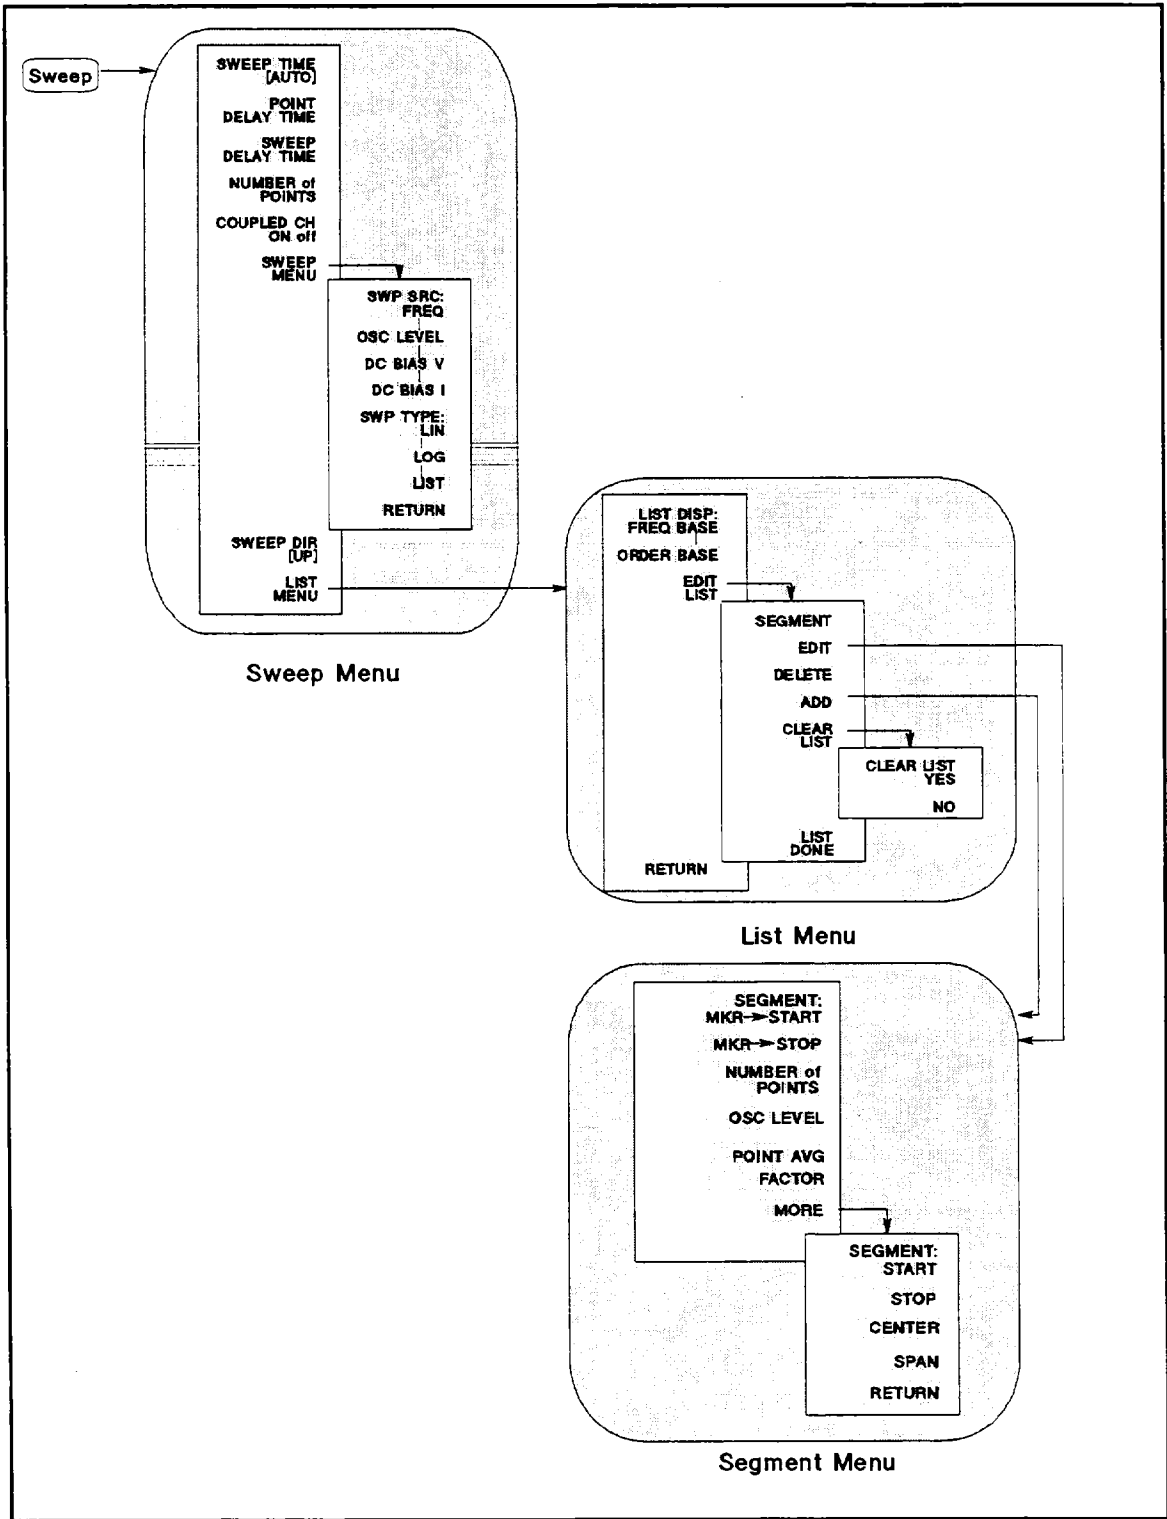 Sweep
SWEEP TIME
[AUTO]
POINT
DELAY TIME
SWEEP
DELAY TIME
NUMBER of
POINTS
COUPLED CH
ON off
SWEEP
MENU
SWP SRC:
FREQ
OSC LEVEL
DC BIAS V
DC BIAS I
SWP TYPE:
LIN
LOG
LIST
RETURN
SWEEP DIR
[UP]
LIST
MENU
Sweep Menu
LIST DISP:
FREQ BASE
ORDER BASE
EDIT
LIST
SEGMENT
EDIT
DELETE
ADD
CLEAR
LIST
CLEAR LIST
YES
NO
LIST
DONE
RETURN
List Menu
SEGMENT:
MKR→START
MKR→STOP
NUMBER of
POINTS
OSC LEVEL
POINT AVG
FACTOR
MORE
SEGMENT:
START
STOP
CENTER
SPAN
RETURN
Segment Menu